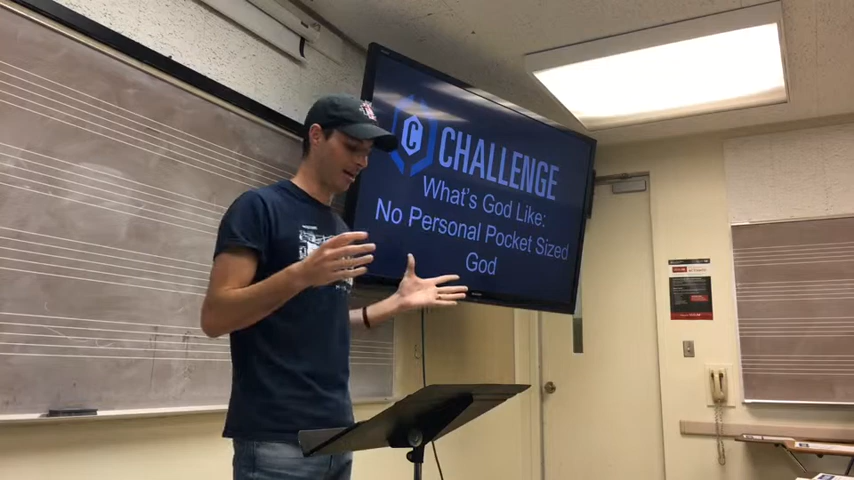 C CHALLENGE
What's God Like:
No Personal Pocket Sized
God